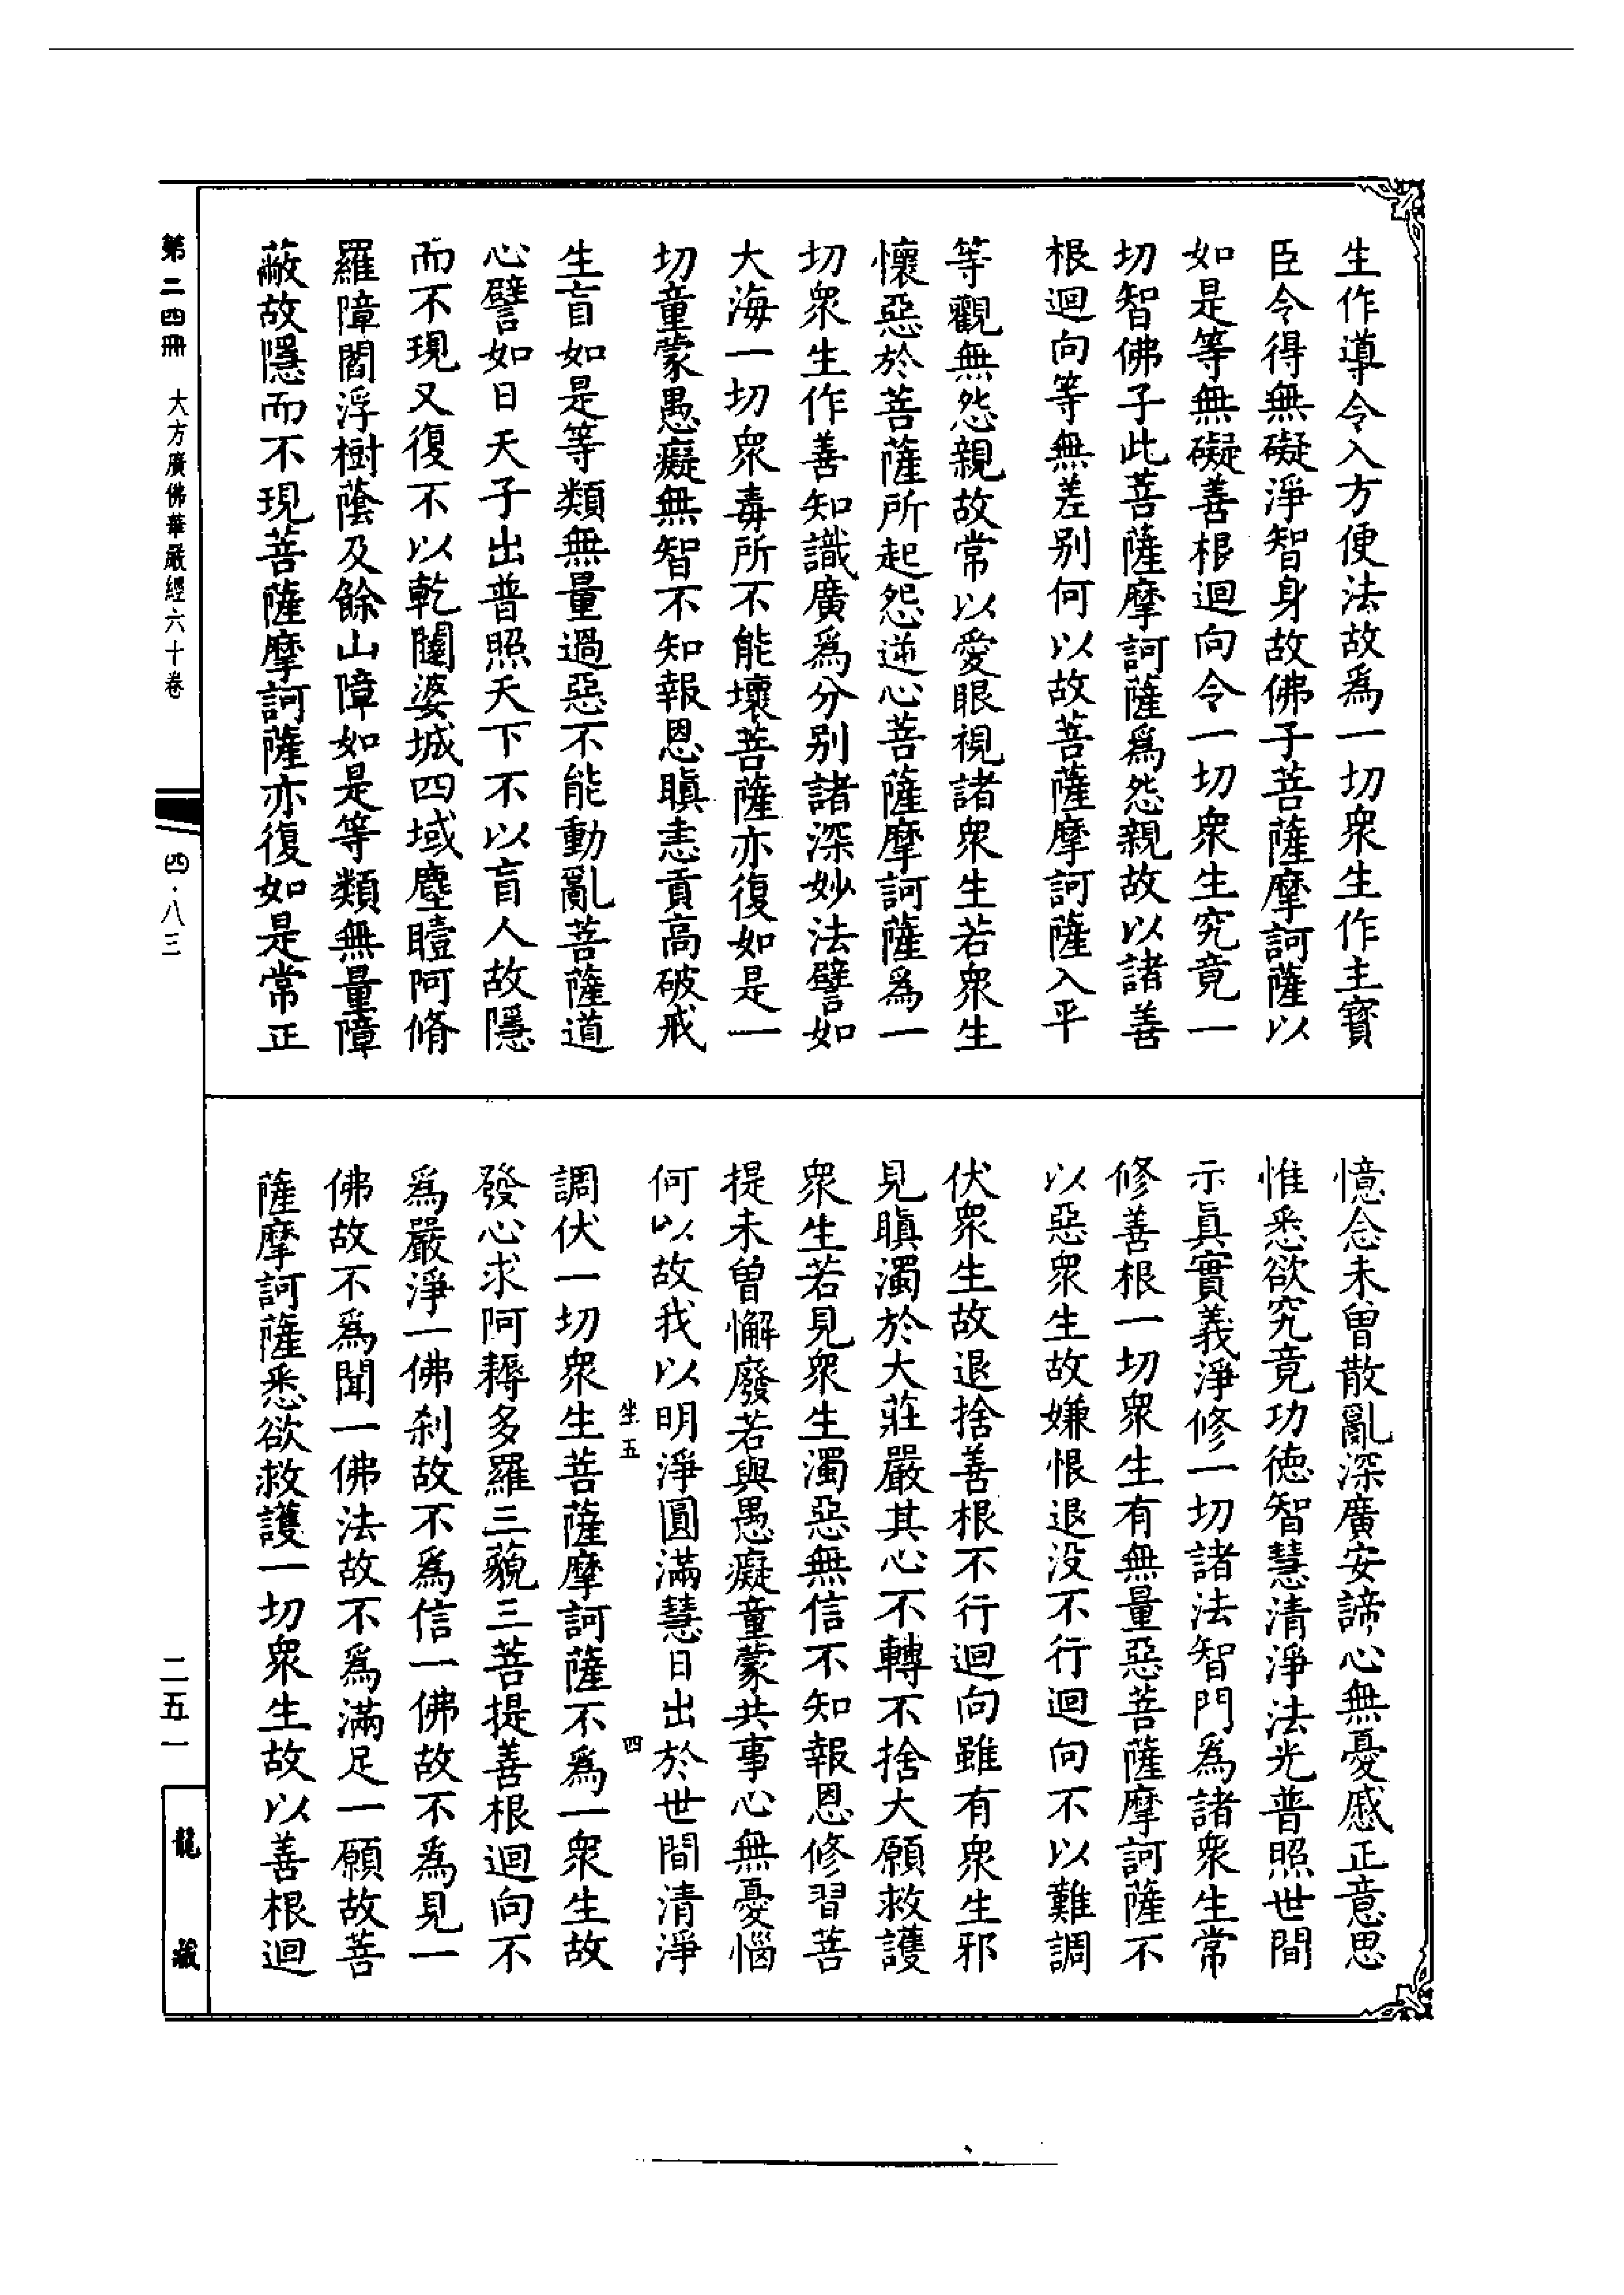 生作導令入方便法故爲一切衆生作主寳
臣令得無礙淨智身故佛子菩薩摩訶薩以
如是等無礙善根迴向令一切衆生究竟一
切智佛子此菩薩摩訶薩爲怨親故以諸善
根迴向等無差别何以故菩薩摩訶薩入平
等觀無怨親故常以愛眼視諸衆生若衆生
懷惡於菩薩所起怨逆心菩薩摩訶薩爲一
切衆生作善知識廣爲分别諸深妙法譬如
大海一切衆毒所不能壞菩薩亦復如是一
切童蒙愚癡無智不知報恩瞋恚貢高破戒
生盲如是等類無量過惡不能動亂菩薩道
心譬如日天子出普照天下不以盲人故隱
而不現又復不以乾闥婆城四域塵曀阿脩
羅障閻浮樹蔭及餘山障如是等類無量障
蔽故隱而不現菩薩摩訶薩亦復如是常正
憶念未曾散亂深廣安諦心無憂慼正意思
惟悉欲究竟功德智慧清淨法光普照世間
示眞實義淨修一切諸法智門爲諸衆生常
修善根一切衆生有無量惡菩薩摩訶薩不
以惡衆生故嫌恨退没不行迴向不以難調
伏衆生故退捨善根不行迴向雖有衆生邪
見瞋濁於大莊嚴其心不轉不捨大願救護
衆生若見衆生濁惡無信不知報恩修習菩
提未曾懈廢若與愚癡童蒙共事心無憂惱
何以故我以明淨圓滿慧日出於世間清淨
坐五 四
調伏一切衆生菩薩摩訶薩不爲一衆生故
發心求阿耨多羅三藐三菩提善根迴向不
爲嚴淨一佛刹故不爲信一佛故不爲見一
佛故不爲聞一佛法故不爲滿足一願故菩
薩摩訶薩悉欲救護一切衆生故以善根迴
第二四冊 大方廣佛華嚴經六十卷 四·八三
二五一
龍藏